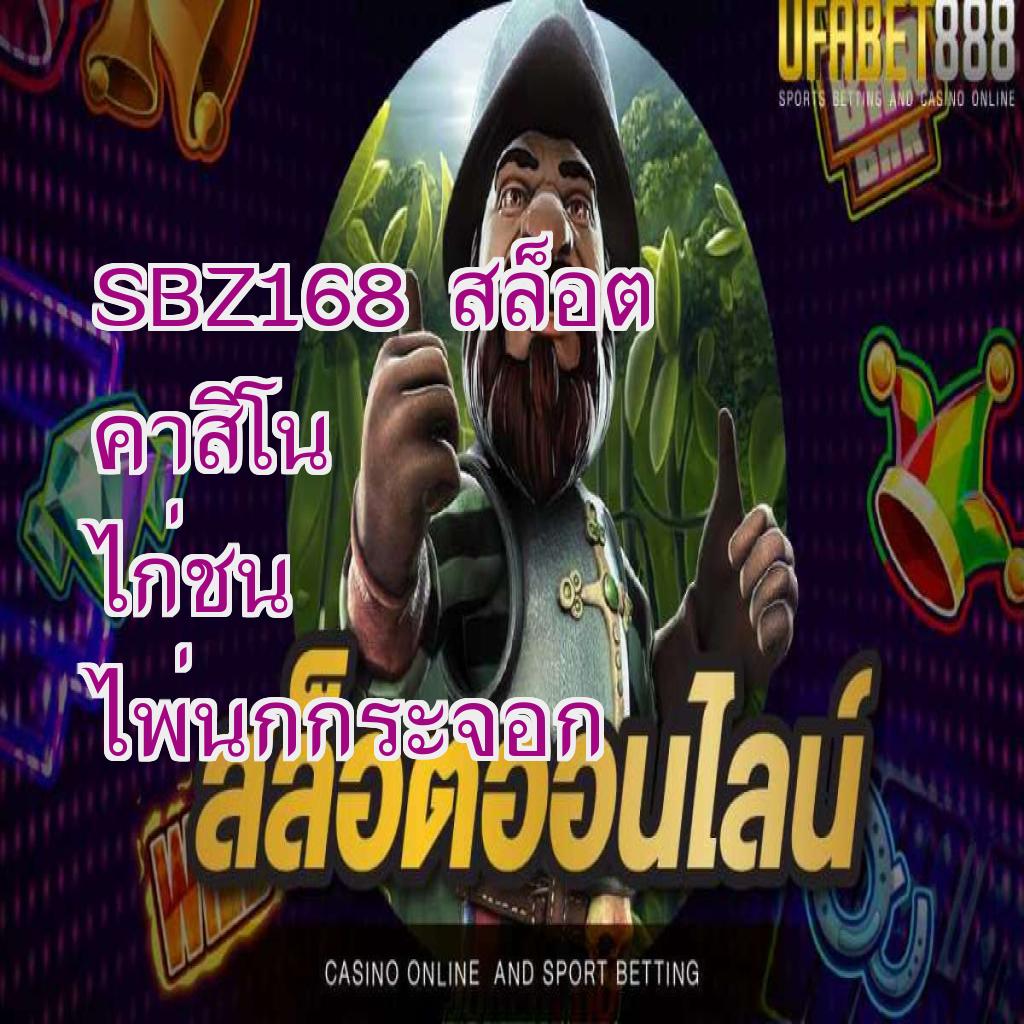 UFABET888
SPORTS BETTING AND CASINO ONLINE
BAR
SBZ168 สล็อต
คาสิโน
ไก่ชน
ไพ่นกกระจอก
สล็อตออนไลน์
CASINO ONLINE AND SPORT BETTING